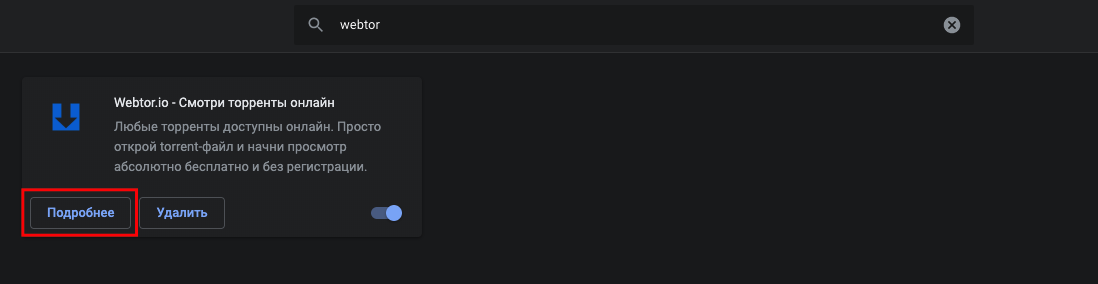 webtor
Webtor.io - Смотри торренты онлайн
Любые торренты доступны онлайн. Просто
открой torrent-файл и начни просмотр
абсолютно бесплатно и без регистрации.
Подробнее Удалить